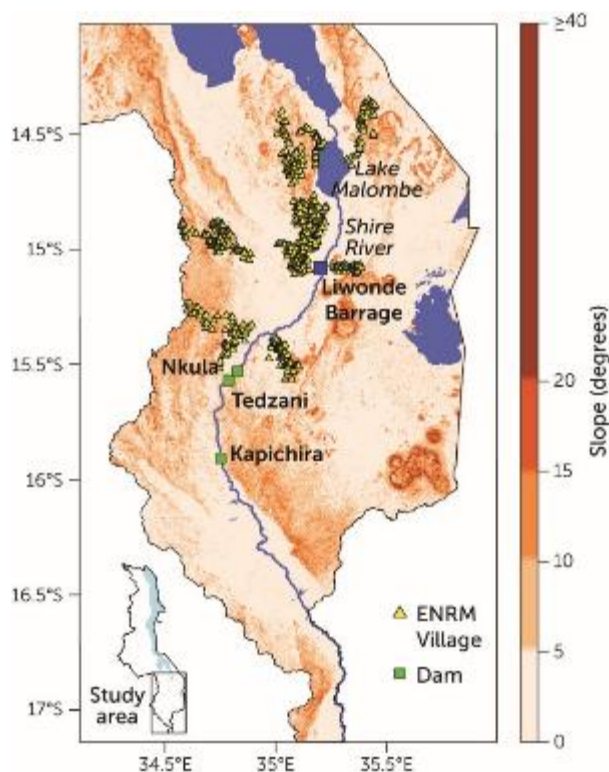 ≥40
14.5°S
Lake
Malombe
Shire
River
15°S
Liwonde
Barrage
Slope (degrees)
15.5°S
Nkula
20
Tedzani
Kapichira
15
16°S
10
16.5°S
ENRM
Village
5
Dam
Study
area
17°S
0
34.5°E
35°E
35.5°E